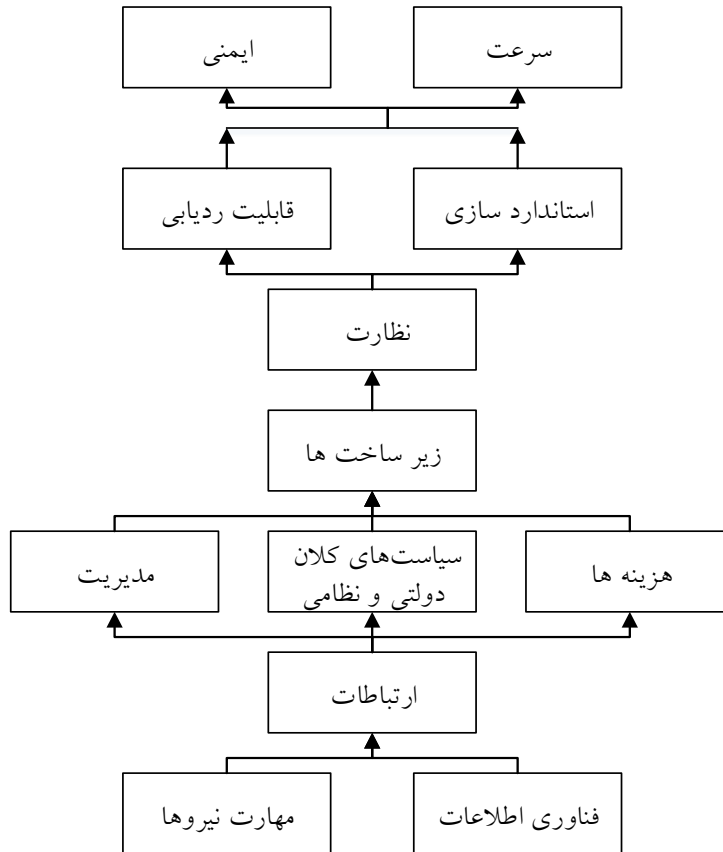 سرعت
ایمنی
استاندارد سازی
قابلیت ردیابی
نظارت
زیر ساخت ها
هزینه ها
سیاست‌های کلان
دولتی و نظامی
مدیریت
ارتباطات
فناوری اطلاعات
مهارت نیروها